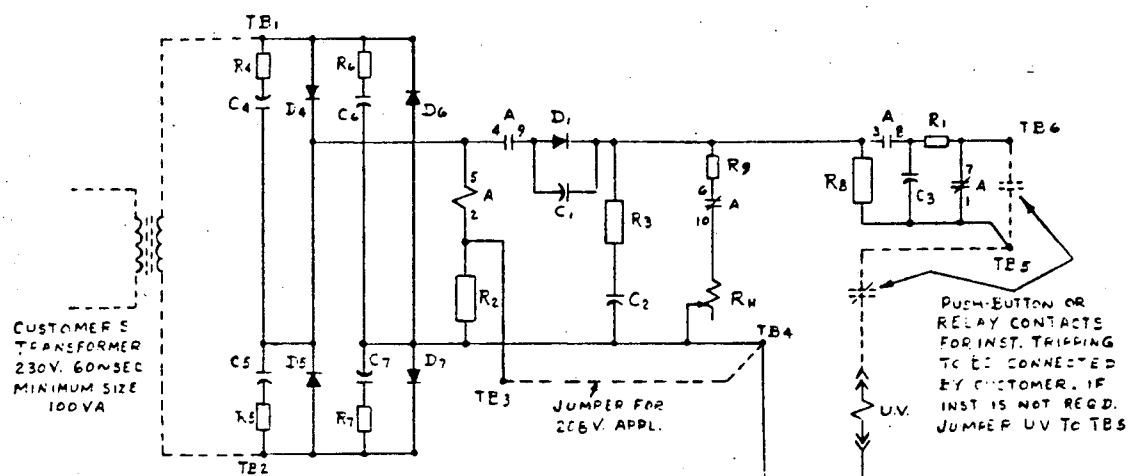 TB1
R4
C4
D4
R6
C6
D6
4 A 9
D1
C1
5
A
2
R2
R3
C2
R9
6
A
10
RH
R8
3 A 8
C3
R1
7
A
1
TB6
TB5
TB4
CUSTOMERS
TRANSFORMER
230V. 60
MINIMUM SIZE
100VA
C5
D5
R5
C7
D7
R7
TB2
TB3
JUMPER FOR
208V. APPL.
U.V.
PUSH-BUTTON OR
RELAY CONTACTS
FOR INST. TRIPPING
TO BE CONNECTED
BY CUSTOMER. IF
INST IS NOT REQD.
JUMPER UV TO TB5